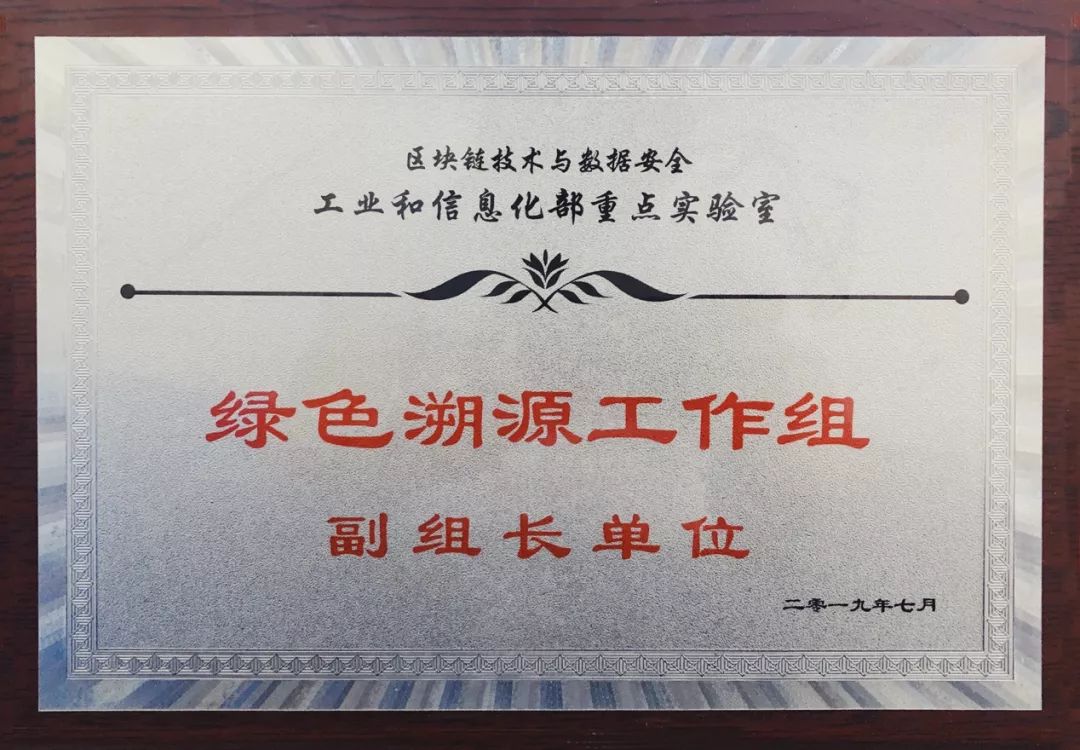 区块链技术与数据安全
工业和信息化部重点实验室
绿色溯源工作组
副组长单位
二零一九年七月